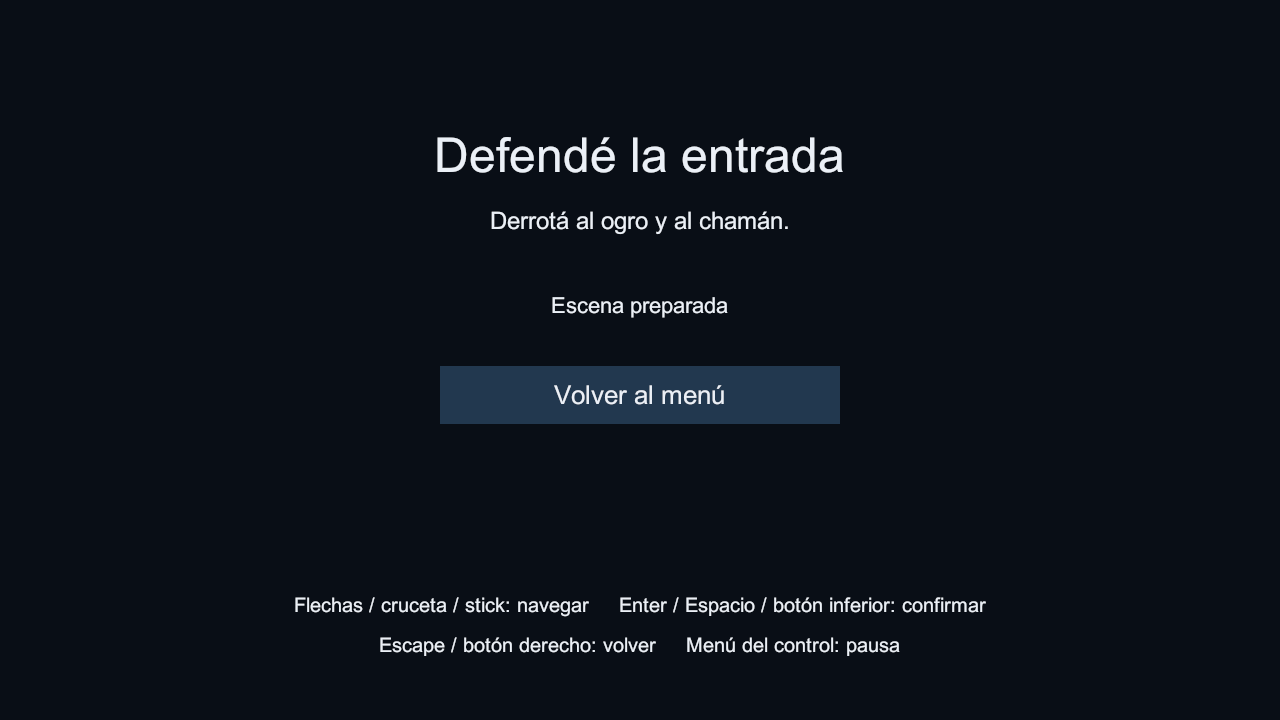 Defendé la entrada
Derrotá al ogro y al chamán.
Escena preparada
Volver al menú
Flechas / cruceta / stick: navegar Enter / Espacio / botón inferior: confirmar
Escape / botón derecho: volver Menú del control: pausa